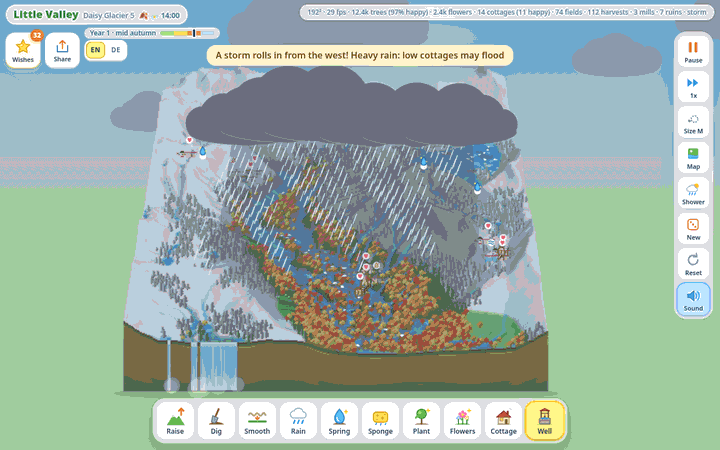 Little Valley Daisy Glacier 5 14:00
192² · 29 fps · 12.4k trees (97% happy) · 2.4k flowers · 14 cottages (11 happy) · 74 fields · 112 harvests · 3 mills · 7 ruins · storm
Year 1 · mid autumn
32
Wishes
Share
EN
DE
A storm rolls in from the west! Heavy rain: low cottages may flood
Pause
1x
Size M
Map
Shower
New
Reset
Sound
Raise
Dig
Smooth
Rain
Spring
Sponge
Plant
Flowers
Cottage
Well